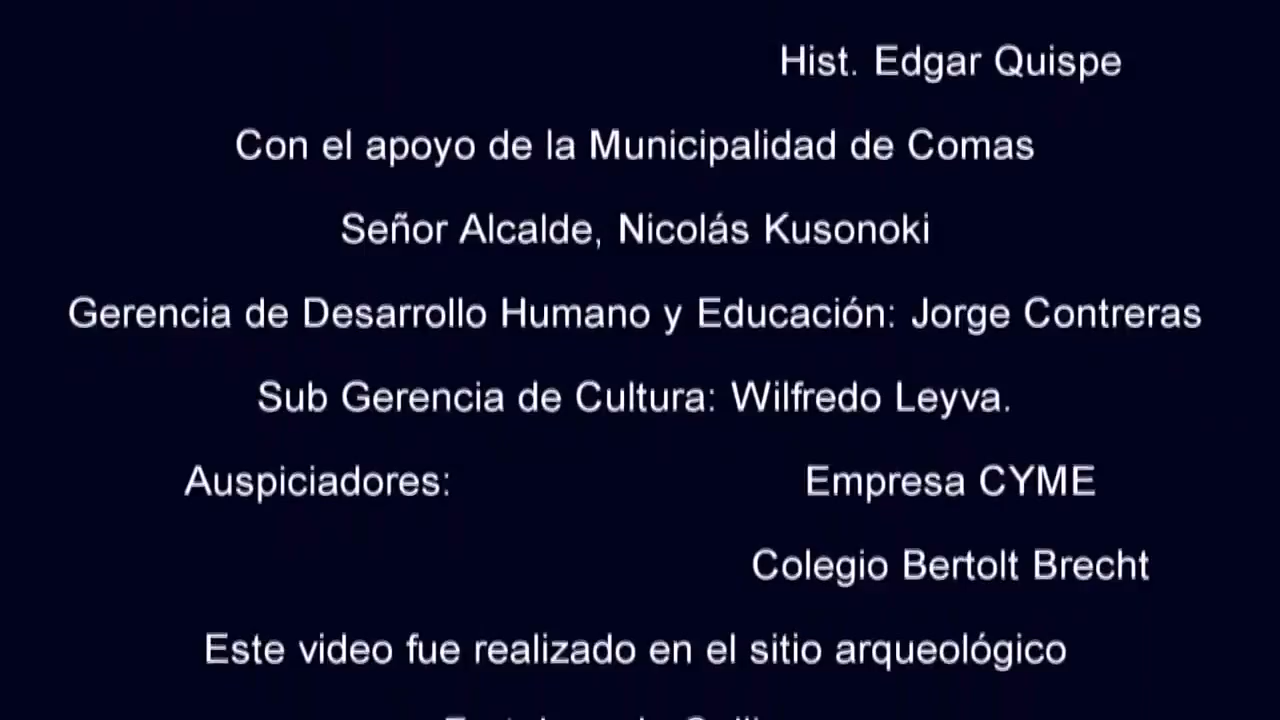 Hist. Edgar Quispe
Con el apoyo de la Municipalidad de Comas
Señor Alcalde, Nicolás Kusonoki
Gerencia de Desarrollo Humano y Educación: Jorge Contreras
Sub Gerencia de Cultura: Wilfredo Leyva.
Auspiciadores: Empresa CYME
Colegio Bertolt Brecht
Este video fue realizado en el sitio arqueológico